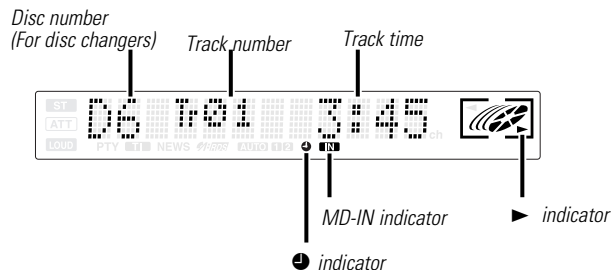 Disc number
(For disc changers)
Track number
Track time
ST
ATT
LOUD
D6 Tr01 3:45
ch
PTY TI NEWS AUTO 1 2 IN
MD-IN indicator
► indicator
indicator